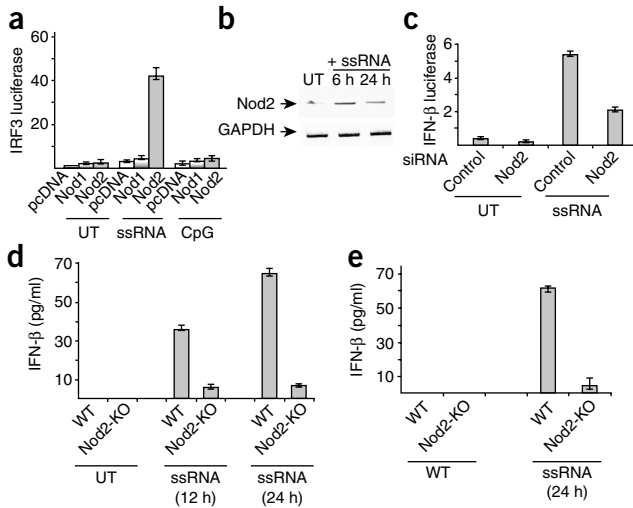 a
IRF3 luciferase
60
40
20
pcDNA
Nod1
Nod2
pcDNA
Nod1
Nod2
pcDNA
Nod1
Nod2
UT
ssRNA
CpG
b
+ ssRNA
UT 6 h 24 h
Nod2
GAPDH
c
IFN-β luciferase
6
4
2
siRNA
Control
Nod2
Control
Nod2
UT
ssRNA
d
IFN-β (pg/ml)
70
50
30
10
WT
Nod2-KO
WT
Nod2-KO
WT
Nod2-KO
UT
ssRNA
(12 h)
ssRNA
(24 h)
e
IFN-β (pg/ml)
70
50
30
10
WT
Nod2-KO
WT
Nod2-KO
WT
ssRNA
(24 h)